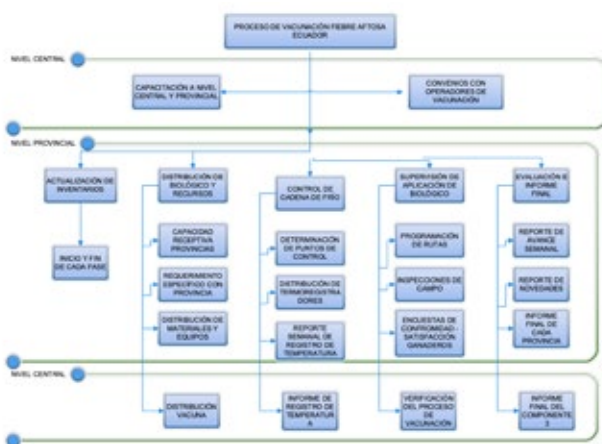 PROCESO DE VACUNACIÓN FIEBRE AFTOSA
ECUADOR
NIVEL CENTRAL
CAPACITACIÓN A NIVEL
CENTRAL Y PROVINCIAL
CONVENIOS CON
OPERADORES DE
VACUNACIÓN
NIVEL PROVINCIAL
ACTUALIZACIÓN DE
INVENTARIOS
DISTRIBUCIÓN DE
BIOLÓGICO Y
RECURSOS
CONTROL DE
CADENA DE FRÍO
SUPERVISIÓN DE
APLICACIÓN DE
BIOLÓGICO
EVALUACIÓN E
INFORME
FINAL
INICIO Y FIN
DE CADA FASE
CAPACIDAD
RECEPTIVA
PROVINCIAS
DETERMINACIÓN
DE PUNTOS DE
CONTROL
PROGRAMACIÓN
DE RUTAS
REPORTE
DE AVANCE
SEMANAL
REQUERIMIENTO
ESPECÍFICO CON
PROVINCIA
DISTRIBUCIÓN DE
TERMOREGISTRA
DORES
INSPECCIONES DE
CAMPO
REPORTE DE
NOVEDADES
DISTRIBUCIÓN DE
MATERIALES Y
EQUIPOS
REPORTE
SEMANAL DE
REGISTRO DE
TEMPERATURA
ENCUESTAS DE
CONFROMIDAD -
SATISFACCIÓN
GANADEROS
INFORME
FINAL DE
CADA
PROVINCIA
NIVEL CENTRAL
DISTRIBUCIÓN
VACUNA
INFORME DE
REGISTRO DE
TEMPERATUR
A
VERIFICACIÓN
DEL PROCESO
DE
VACUNACIÓN
INFORME
FINAL DEL
COMPONENTE
3